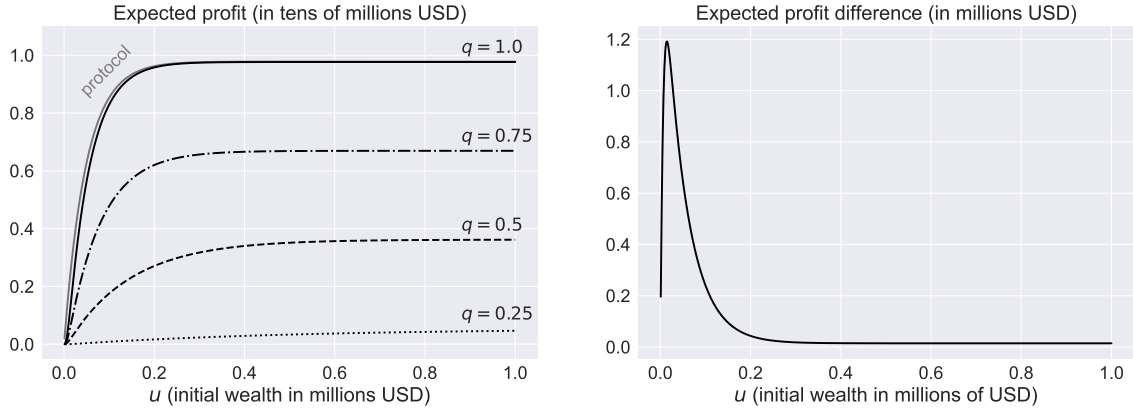 Expected profit (in tens of millions USD)
1.0
0.8
0.6
0.4
0.2
0.0
protocol
q = 1.0
q = 0.75
q = 0.5
q = 0.25
0.0 0.2 0.4 0.6 0.8 1.0
u (initial wealth in millions USD)
Expected profit difference (in millions USD)
1.2
1.0
0.8
0.6
0.4
0.2
0.0
0.0 0.2 0.4 0.6 0.8 1.0
u (initial wealth in millions of USD)